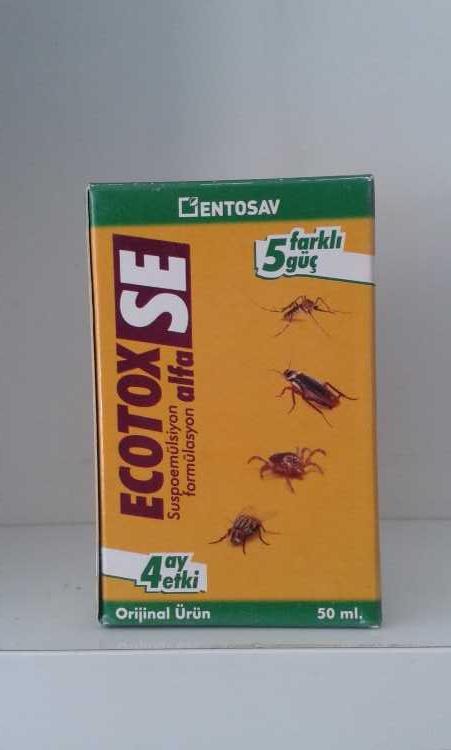 ENTOSAV
5 farklı
güç
ECOTOX SE
alfa
Suspoemülsiyon
formülasyon
4 ay
etki
Orijinal Ürün
50 ml.